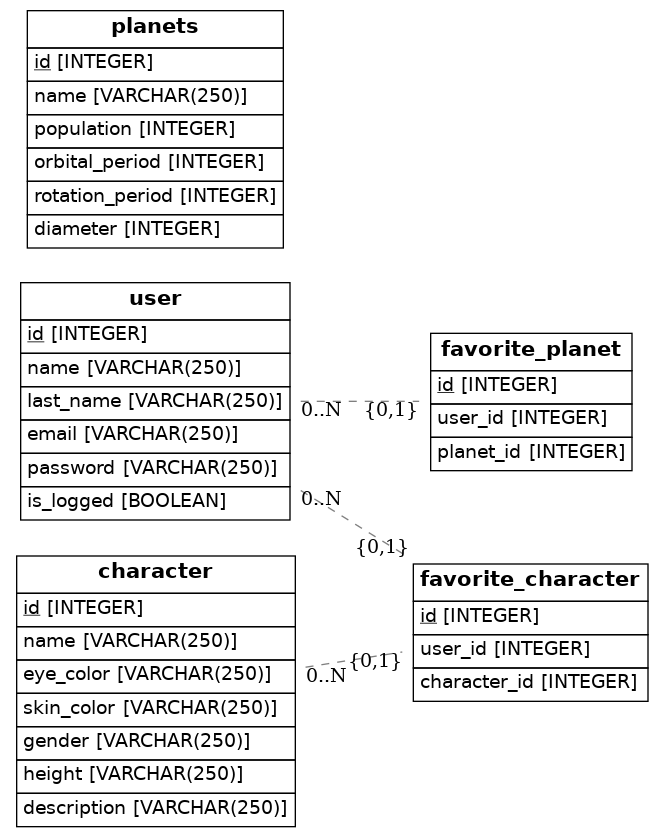 planets
id [INTEGER]
name [VARCHAR(250)]
population [INTEGER]
orbital_period [INTEGER]
rotation_period [INTEGER]
diameter [INTEGER]
user
id [INTEGER]
name [VARCHAR(250)]
last_name [VARCHAR(250)]
email [VARCHAR(250)]
password [VARCHAR(250)]
is_logged [BOOLEAN]
0..N
{0,1}
favorite_planet
id [INTEGER]
user_id [INTEGER]
planet_id [INTEGER]
0..N
{0,1}
character
id [INTEGER]
name [VARCHAR(250)]
eye_color [VARCHAR(250)]
skin_color [VARCHAR(250)]
gender [VARCHAR(250)]
height [VARCHAR(250)]
description [VARCHAR(250)]
0..N
{0,1}
favorite_character
id [INTEGER]
user_id [INTEGER]
character_id [INTEGER]